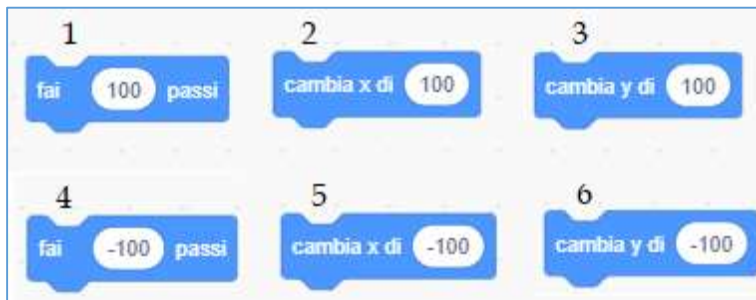 1 2 3
fai 100 passi cambia x di 100 cambia y di 100
4 5 6
fai -100 passi cambia x di -100 cambia y di -100